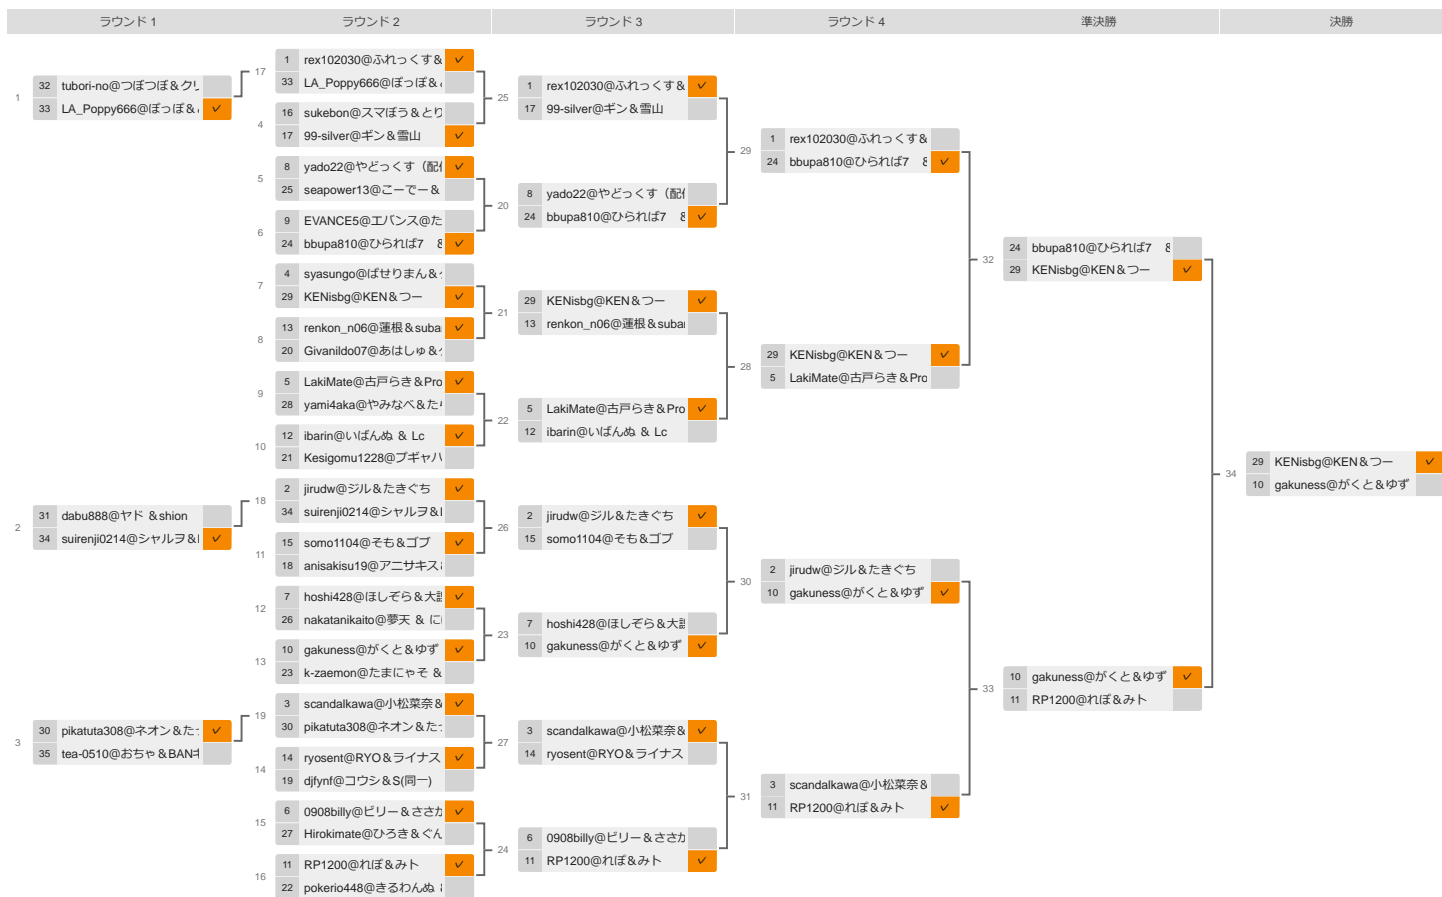 ラウンド 1
ラウンド 2
ラウンド 3
ラウンド 4
準決勝
決勝
1
32 tubori-no@つぼつぼ＆クリ
33 LA_Poppy666@ぽっぽ＆
2
31 dabu888@ヤド ＆shion
34 suirenji0214@シャルヲ＆
3
30 pikatuta308@ネオン＆たっ
35 tea-0510@おちゃ＆BAN
17
1 rex102030@ふれっくす＆
33 LA_Poppy666@ぽっぽ＆
4
16 sukebon@スマぼう＆とり
17 99-silver@ギン＆雪山
5
8 yado22@やどっくす（配
25 seapower13@こーでー＆
6
9 EVANCE5@エバンス@た
24 bbupa810@ひられば7 ＆
7
4 syasungo@ぱせりまん＆
29 KENisbg@KEN＆つー
8
13 renkon_n06@蓮根＆suba
20 Givanildo07@あはしゅ＆
9
5 LakiMate@古戸らき＆Pro
28 yami4aka@やみなべ＆た
10
12 ibarin@いばんぬ ＆ Lc
21 Kesigomu1228@ブギャハ
18
2 jirudw@ジル＆たきぐち
34 suirenji0214@シャルヲ＆
11
15 somo1104@そも＆ゴブ
18 anisakisu19@アニサキス
12
7 hoshi428@ほしぞら＆大
26 nakatanikaito@夢天 ＆ に
13
10 gakuness@がくと＆ゆず
23 k-zaemon@たまにゃそ ＆
19
3 scandalkawa@小松菜奈＆
30 pikatuta308@ネオン＆たっ
14
14 ryosent@RYO＆ライナス
19 djfynf@コウシ＆S(同一)
15
6 0908billy@ビリー＆ささか
27 Hirokimate@ひろき＆ぐん
16
11 RP1200@れぽ＆みト
22 pokerio448@きるわんぬ
25
1 rex102030@ふれっくす＆
17 99-silver@ギン＆雪山
20
8 yado22@やどっくす（配
24 bbupa810@ひられば7 ＆
21
29 KENisbg@KEN＆つー
13 renkon_n06@蓮根＆suba
22
5 LakiMate@古戸らき＆Pro
12 ibarin@いばんぬ ＆ Lc
26
2 jirudw@ジル＆たきぐち
15 somo1104@そも＆ゴブ
23
7 hoshi428@ほしぞら＆大
10 gakuness@がくと＆ゆず
27
3 scandalkawa@小松菜奈＆
14 ryosent@RYO＆ライナス
24
6 0908billy@ビリー＆ささか
11 RP1200@れぽ＆みト
29
1 rex102030@ふれっくす＆
24 bbupa810@ひられば7 ＆
28
29 KENisbg@KEN＆つー
5 LakiMate@古戸らき＆Pro
30
2 jirudw@ジル＆たきぐち
10 gakuness@がくと＆ゆず
31
3 scandalkawa@小松菜奈＆
11 RP1200@れぽ＆みト
32
24 bbupa810@ひられば7 ＆
29 KENisbg@KEN＆つー
33
10 gakuness@がくと＆ゆず
11 RP1200@れぽ＆みト
34
29 KENisbg@KEN＆つー
10 gakuness@がくと＆ゆず